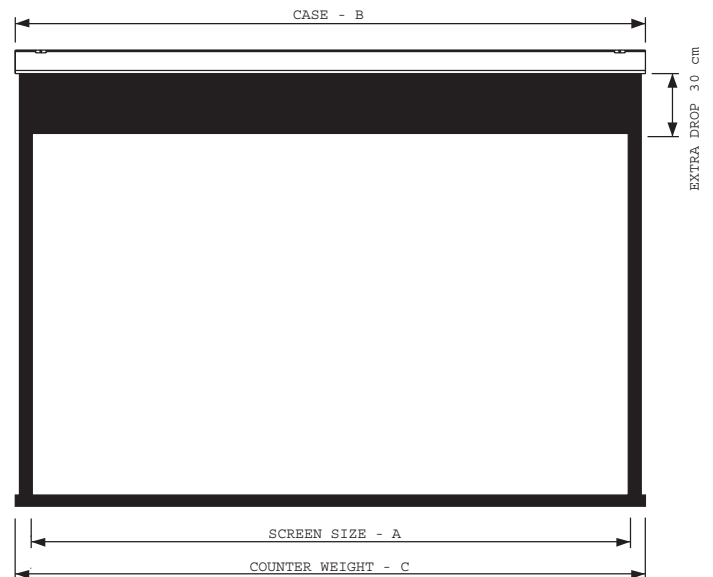 CASE - B
EXTRA DROP 30 cm
SCREEN SIZE - A
COUNTER WEIGHT - C